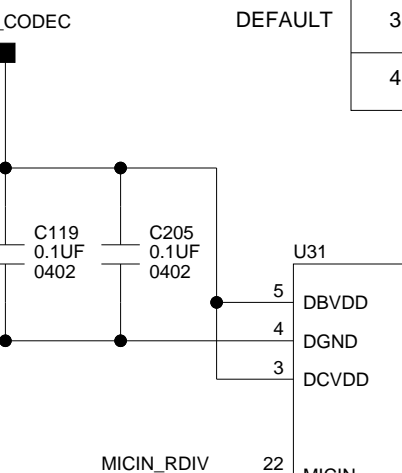 _CODEC
DEFAULT 3
4
C119
0.1UF
0402
C205
0.1UF
0402
U31
5 DBVDD
4 DGND
3 DCVDD
MICIN_RDIV 22 MICIN